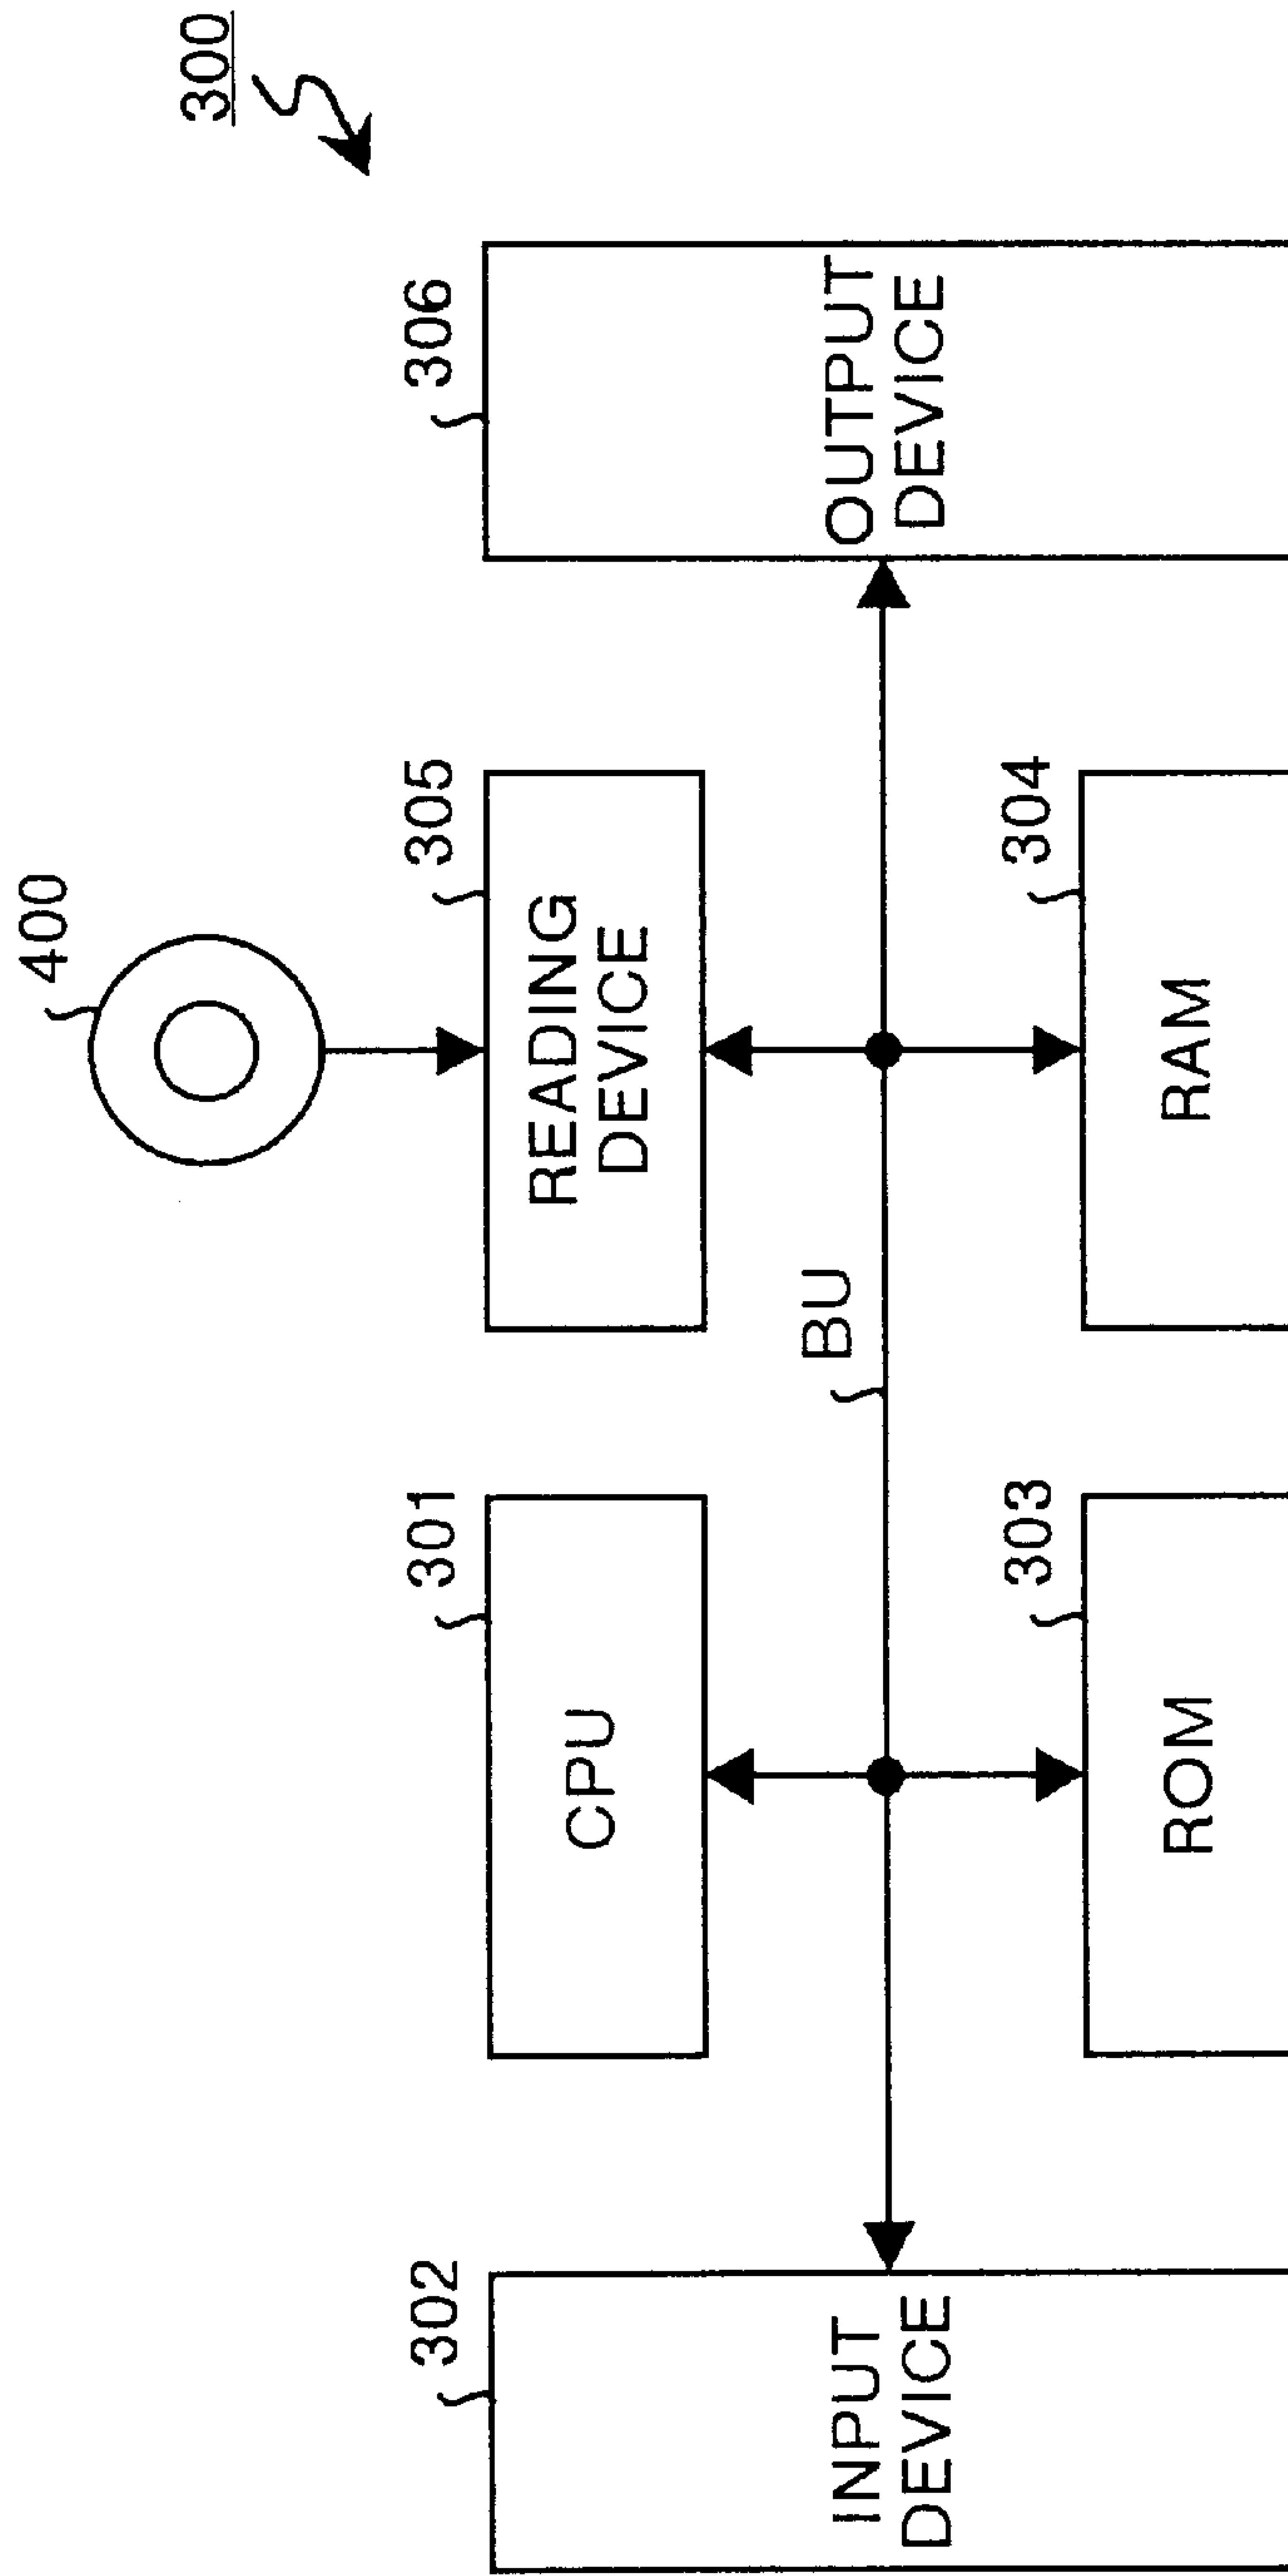 300
400
302
301
305
306
INPUT
DEVICE
CPU
READING
DEVICE
OUTPUT
DEVICE
BU
303
304
ROM
RAM